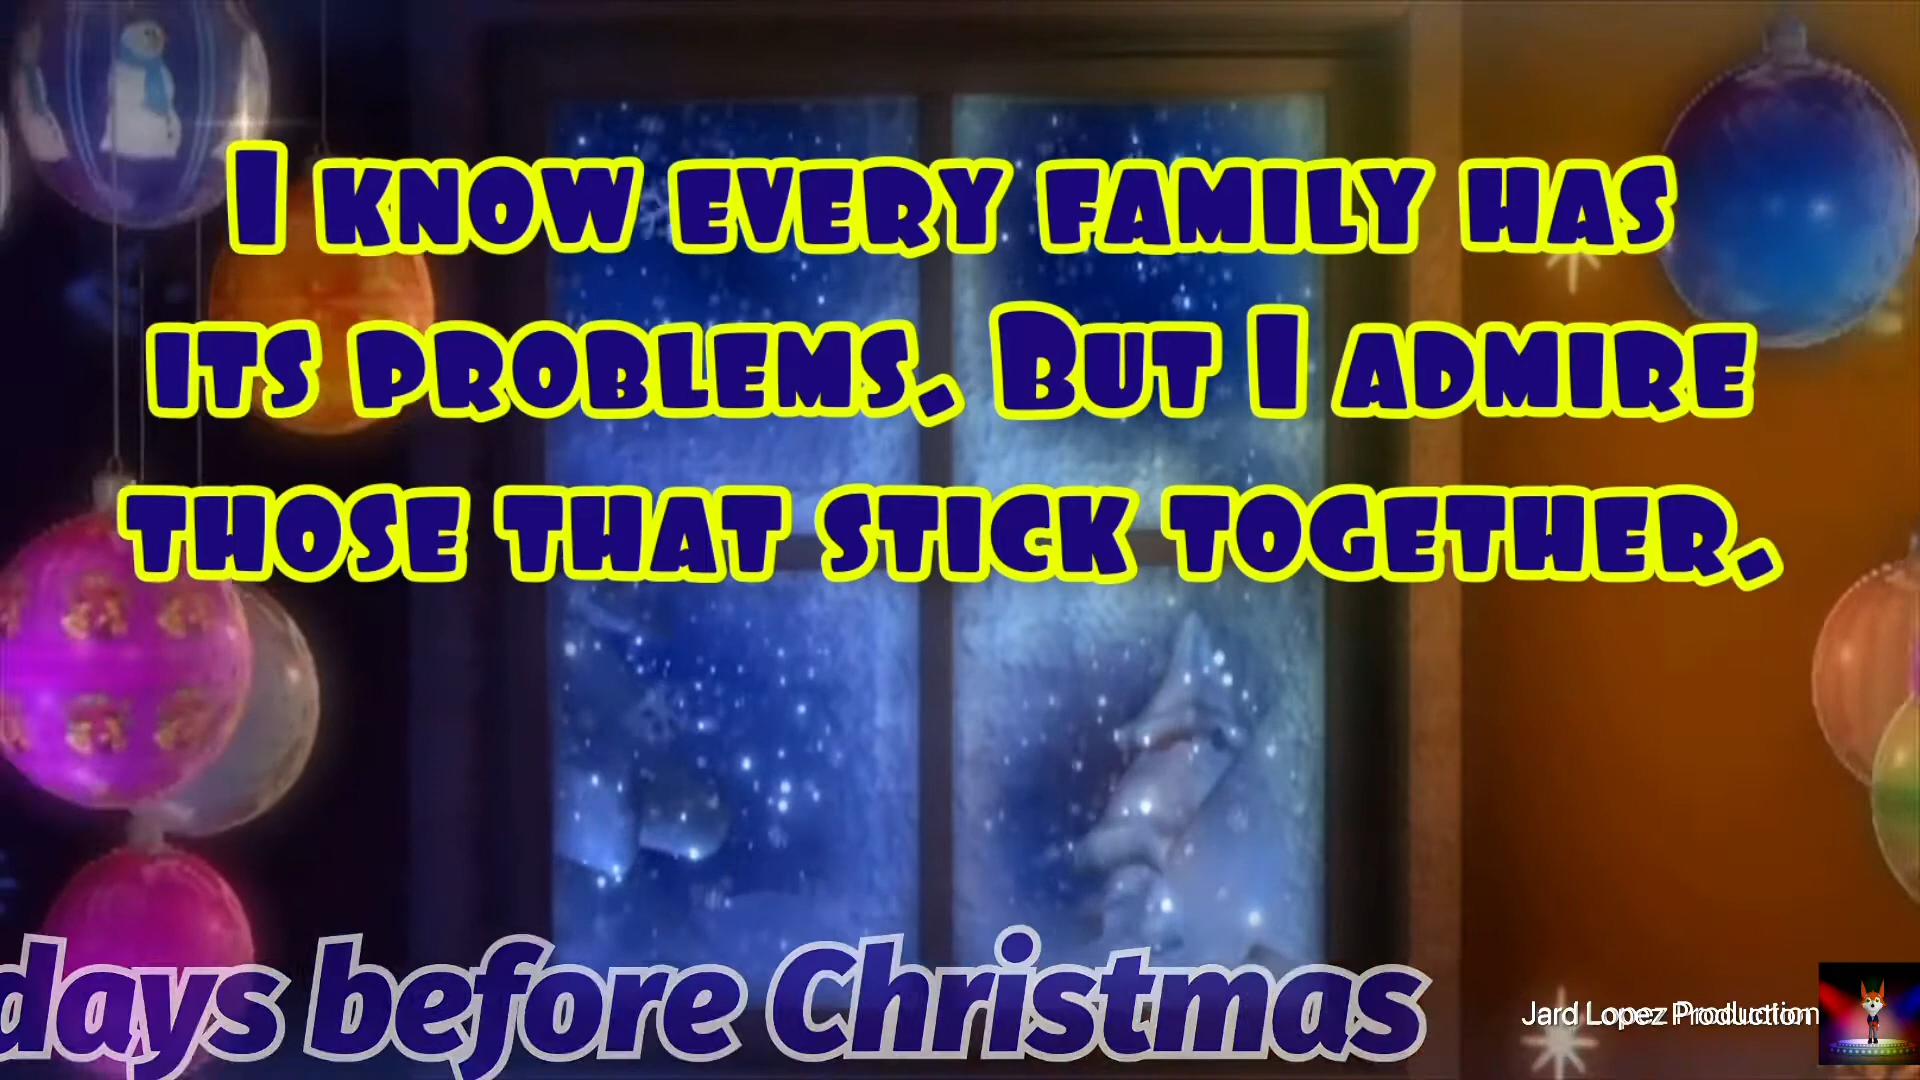 I know every family has
its problems. But I admire
those that stick together.
days before Christmas
Jard Lopez Production